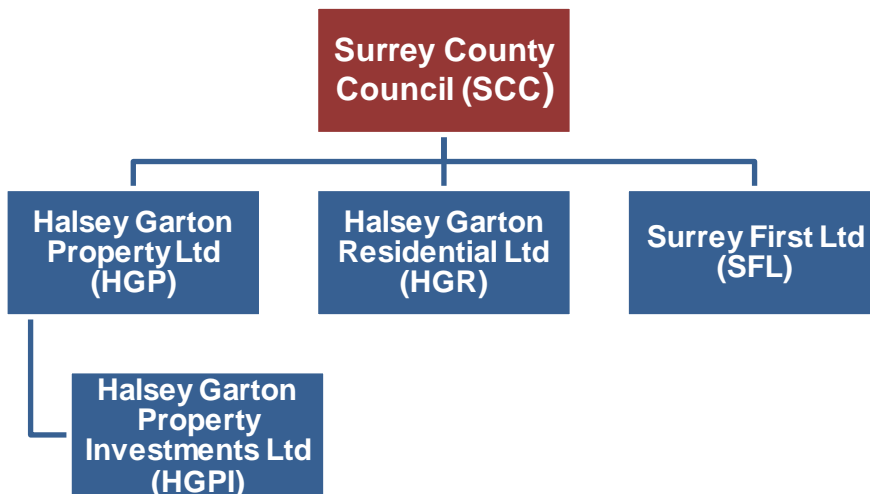 Surrey County
Council (SCC)
Halsey Garton
Property Ltd
(HGP)
Halsey Garton
Residential Ltd
(HGR)
Surrey First Ltd
(SFL)
Halsey Garton
Property
Investments Ltd
(HGPI)